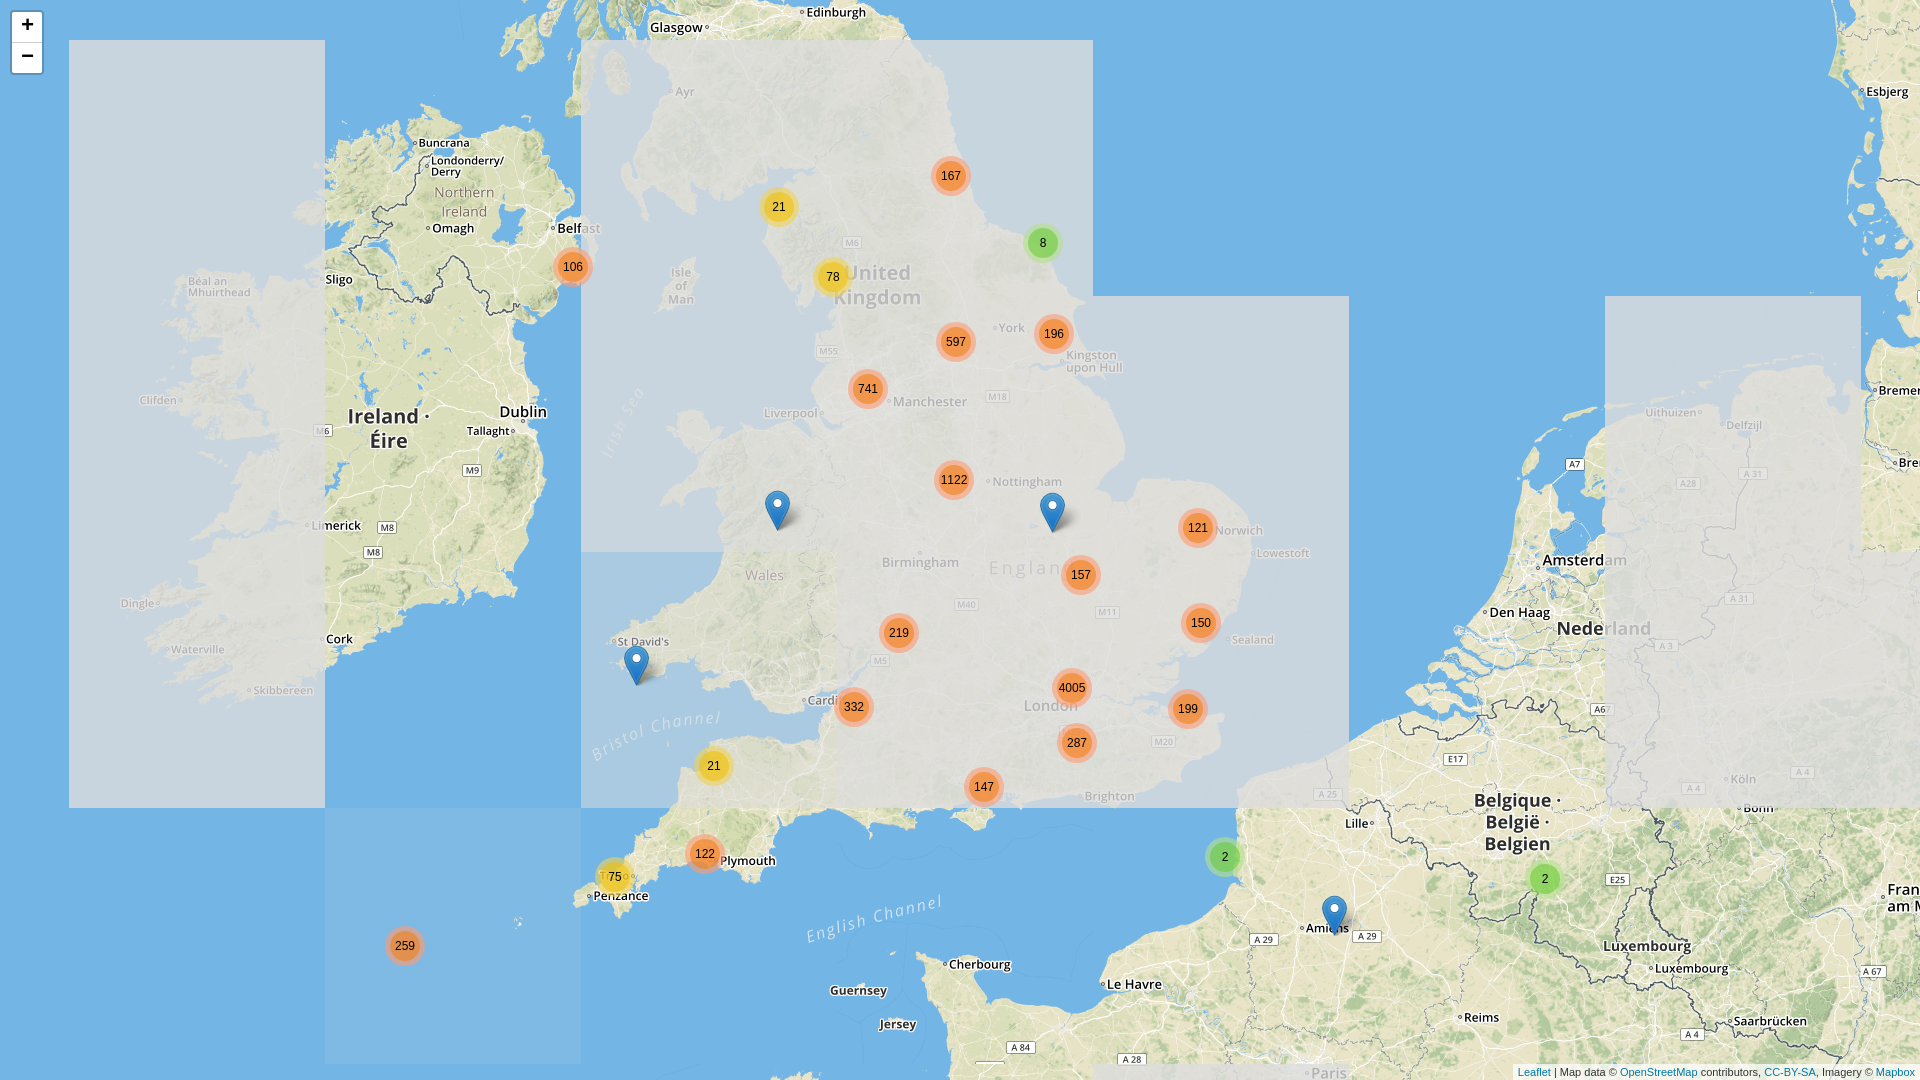 +
−
Edinburgh
Glasgow
Ayr
Esbjerg
Buncrana
Londonderry/
Derry
167
Northern
Ireland
21
Omagh
Belfast
8
M6
106
Sligo
Isle
of
Man
78
United
Kingdom
Béal an
Mhuirthead
York
196
597
M55
Kingston
upon Hull
741
Clifden
Manchester
M18
Liverpool
Dublin
Ireland ·
Éire
M6
Tallaght
Irish Sea
Uithuizen
Delfzijl
Bremer
A7
A 31
A28
Bre
M9
1122
Nottingham
Limerick
M8
M8
121
Norwich
Lowestoft
Birmingham
Englan
157
Wales
Amsterdam
Dingle
M40
M11
A 31
Den Haag
Nederland
Cork
St David's
219
150
Sealand
Waterville
M5
A 3
Skibbereen
4005
London
Cardi
332
199
A6
Bristol Channel
287
M20
E17
21
147
Brighton
A 25
Köln
A 4
A 4
Bonn
Lille
Belgique ·
België ·
Belgien
122
Plymouth
2
75
Penzance
2
E25
Fran
am M
English Channel
Amiens
A 29
A 29
259
Luxembourg
Luxembourg
A 67
Cherbourg
Le Havre
Guernsey
Jersey
Reims
Saarbrücken
A 4
A 84
A 28
Paris
Leaflet | Map data © OpenStreetMap contributors, CC-BY-SA, Imagery © Mapbox